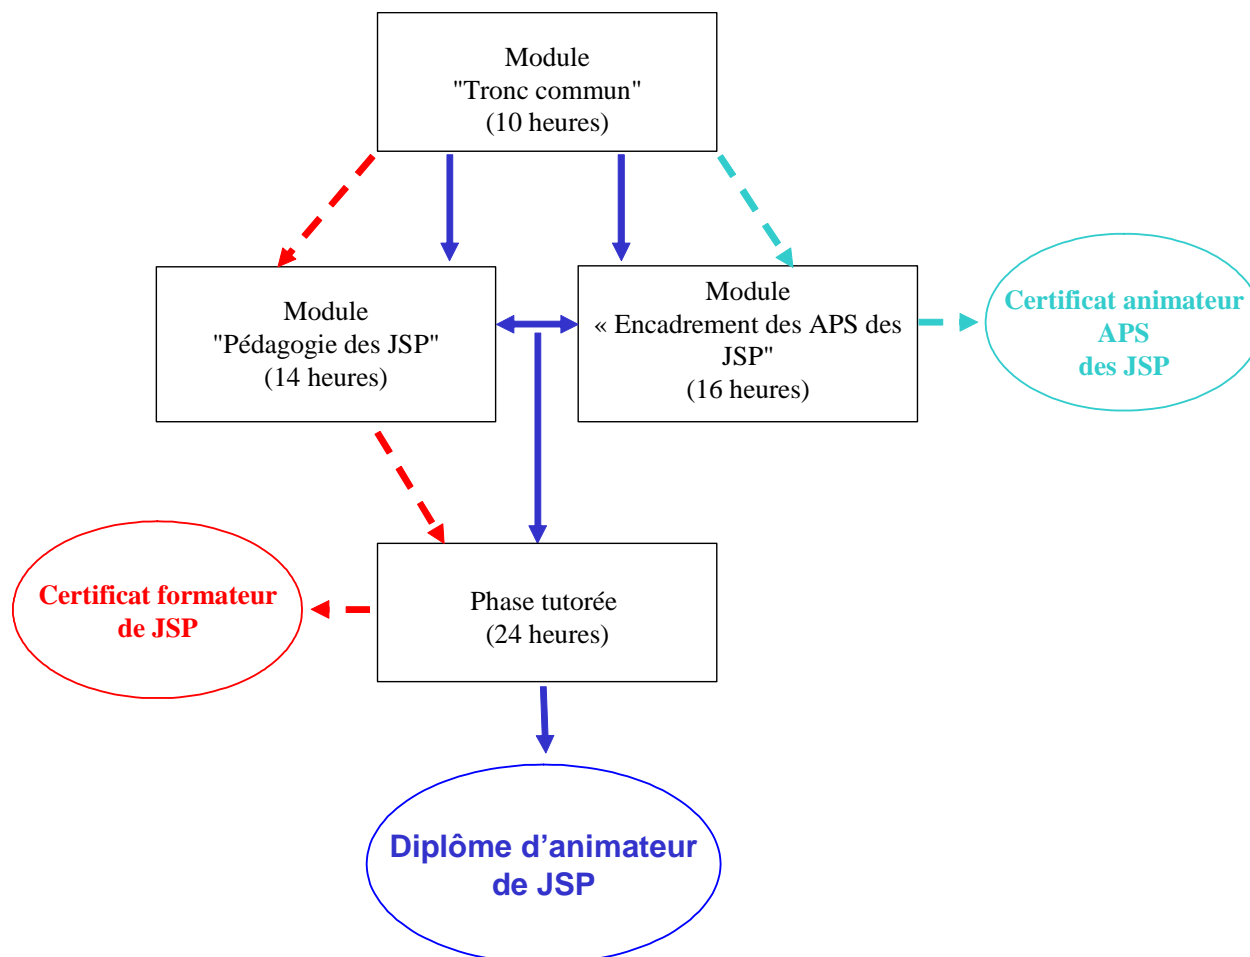 Module
"Tronc commun"
(10 heures)
Module
"Pédagogie des JSP"
(14 heures)
Module
« Encadrement des APS des
JSP"
(16 heures)
Certificat animateur
APS
des JSP
Certificat formateur
de JSP
Phase tutorée
(24 heures)
Diplôme d’animateur
de JSP